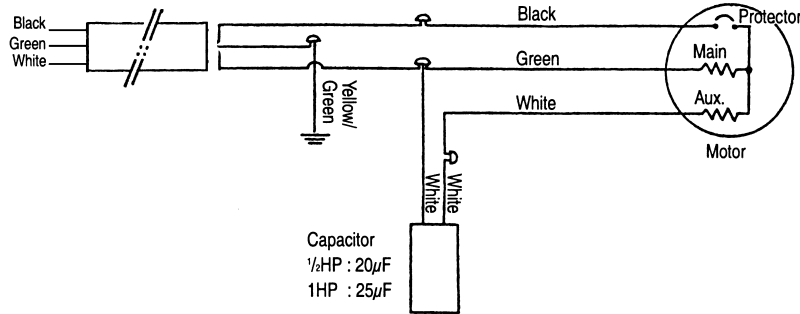 Black
Green
White
Black
Protector
Green
Main
White
Aux.
Motor
Yellow/
Green
White
White
Capacitor
½HP : 20µF
1HP : 25µF